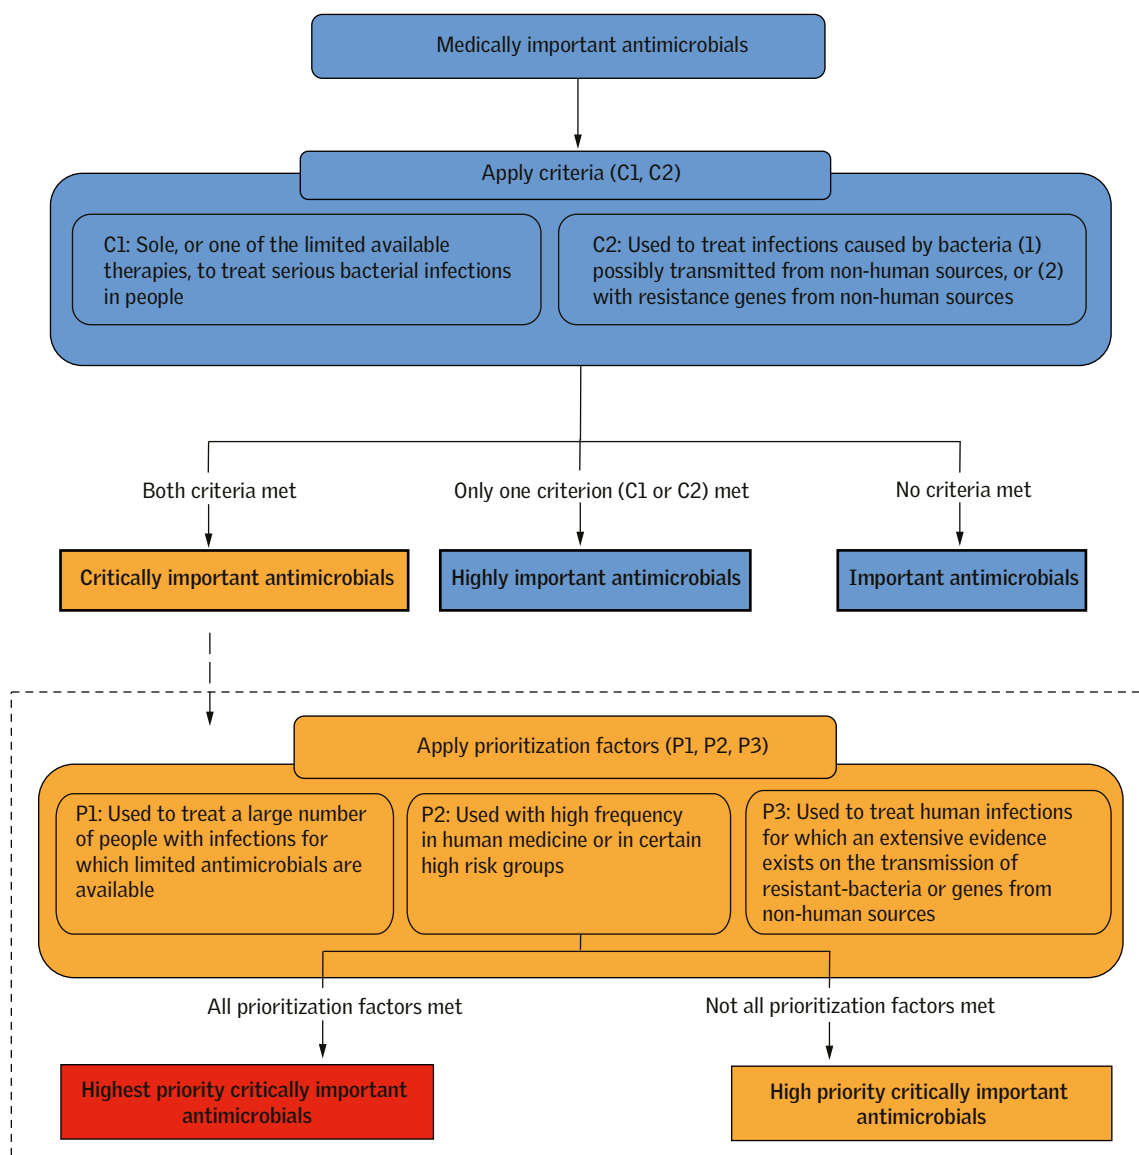 Medically important antimicrobials
Apply criteria (C1, C2)
C1: Sole, or one of the limited available
therapies, to treat serious bacterial infections
in people
C2: Used to treat infections caused by bacteria (1)
possibly transmitted from non-human sources, or (2)
with resistance genes from non-human sources
Both criteria met
Only one criterion (C1 or C2) met
No criteria met
Critically important antimicrobials
Highly important antimicrobials
Important antimicrobials
Apply prioritization factors (P1, P2, P3)
P1: Used to treat a large number
of people with infections for
which limited antimicrobials are
available
P2: Used with high frequency
in human medicine or in certain
high risk groups
P3: Used to treat human infections
for which an extensive evidence
exists on the transmission of
resistant-bacteria or genes from
non-human sources
All prioritization factors met
Not all prioritization factors met
Highest priority critically important
antimicrobials
High priority critically important
antimicrobials